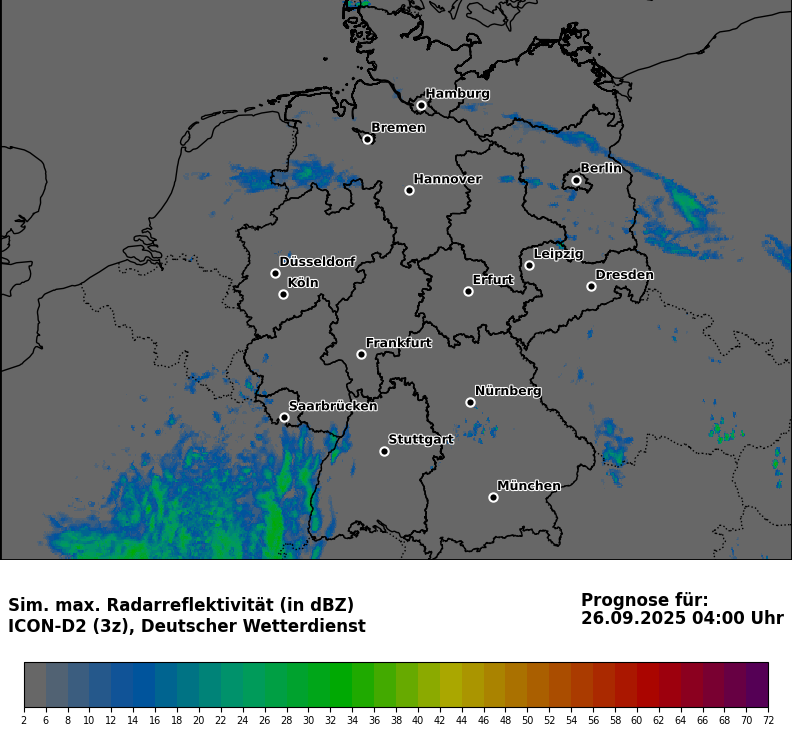 Hamburg
Bremen
Berlin
Hannover
Leipzig
Düsseldorf
Dresden
Köln
Erfurt
Frankfurt
Nürnberg
Saarbrücken
Stuttgart
München
Sim. max. Radarreflektivität (in dBZ)
ICON-D2 (3z), Deutscher Wetterdienst
Prognose für:
26.09.2025 04:00 Uhr
2 6 8 10 12 14 16 18 20 22 24 26 28 30 32 34 36 38 40 42 44 46 48 50 52 54 56 58 60 62 64 66 68 70 72